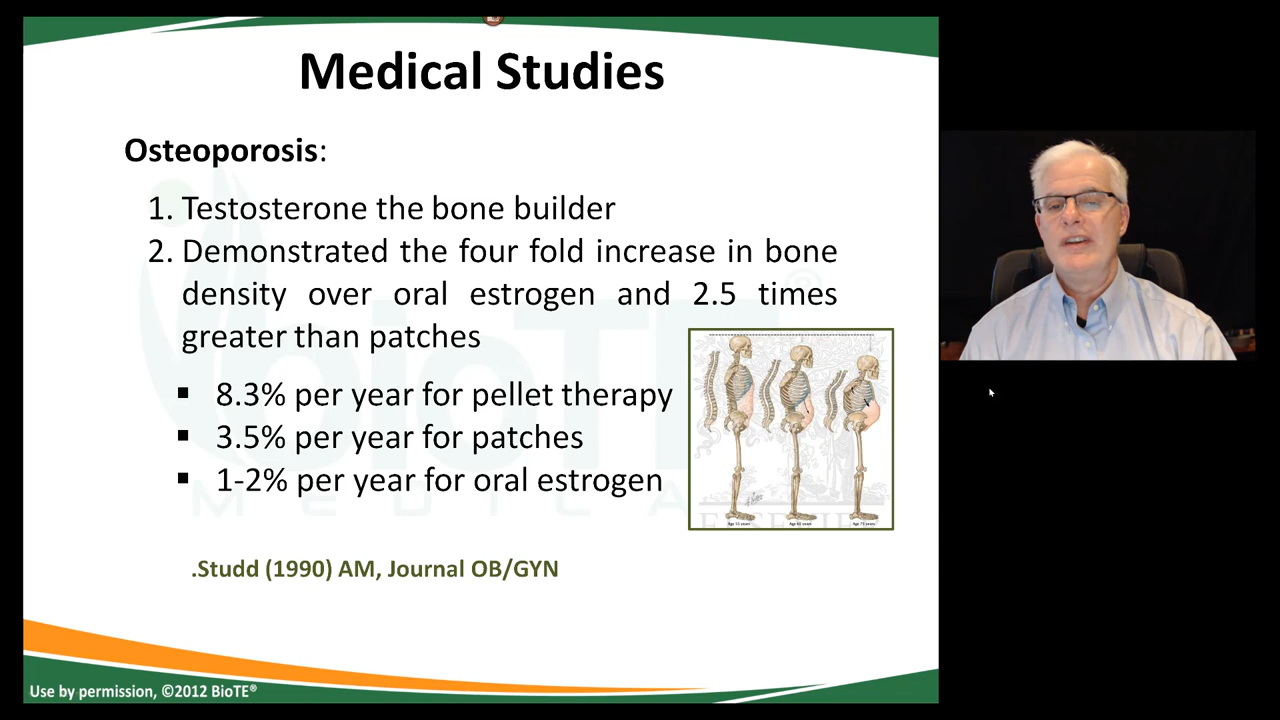 Medical Studies
Osteoporosis:
1. Testosterone the bone builder
2. Demonstrated the four fold increase in bone
density over oral estrogen and 2.5 times
greater than patches
▪ 8.3% per year for pellet therapy
▪ 3.5% per year for patches
▪ 1-2% per year for oral estrogen
.Studd (1990) AM, Journal OB/GYN
Use by permission, ©2012 BioTE®